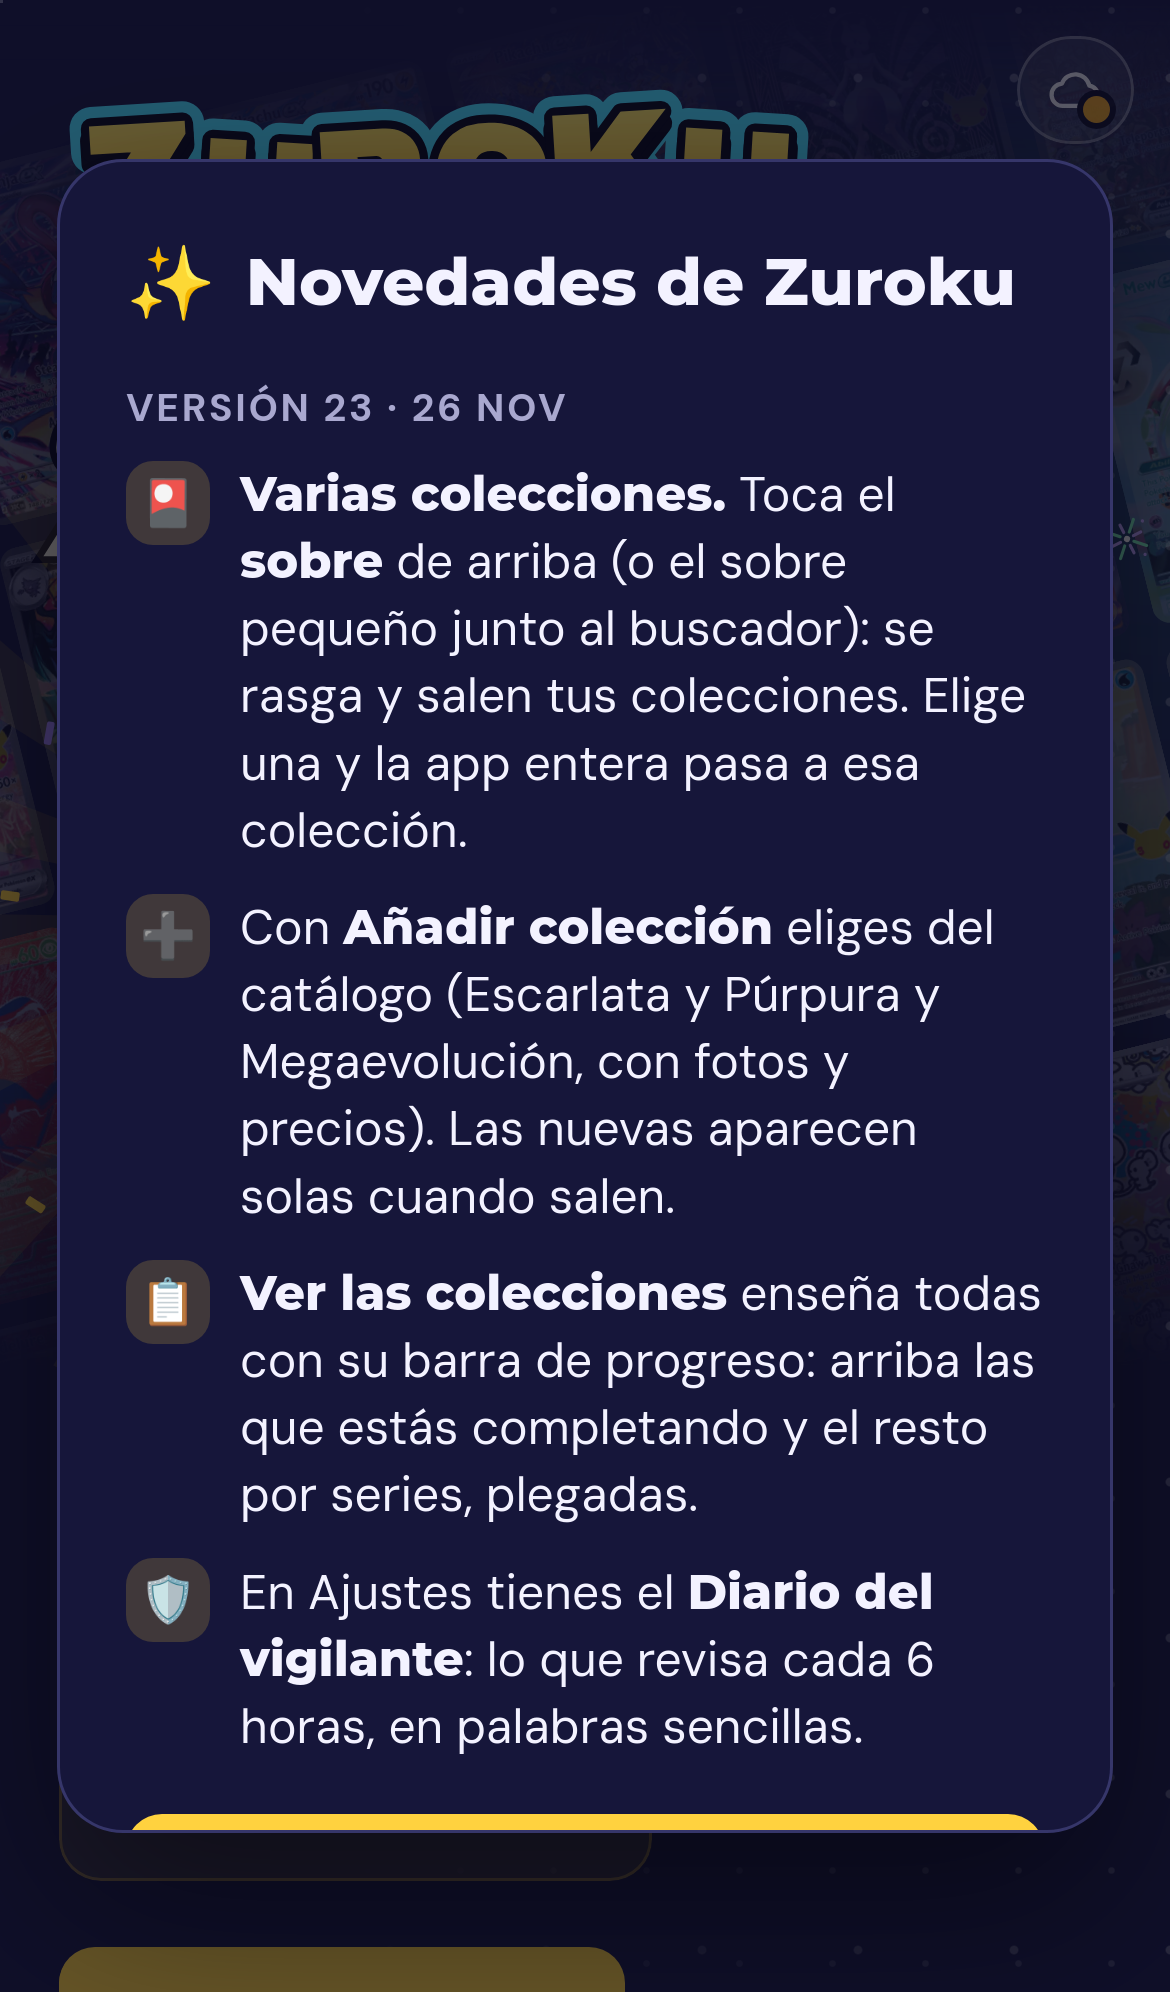 ZUROKU
✨ Novedades de Zuroku
VERSIÓN 23 · 26 NOV
Varias colecciones. Toca el
sobre de arriba (o el sobre
pequeño junto al buscador): se
rasga y salen tus colecciones. Elige
una y la app entera pasa a esa
colección.
Con Añadir colección eliges del
catálogo (Escarlata y Púrpura y
Megaevolución, con fotos y
precios). Las nuevas aparecen
solas cuando salen.
Ver las colecciones enseña todas
con su barra de progreso: arriba las
que estás completando y el resto
por series, plegadas.
En Ajustes tienes el Diario del
vigilante: lo que revisa cada 6
horas, en palabras sencillas.